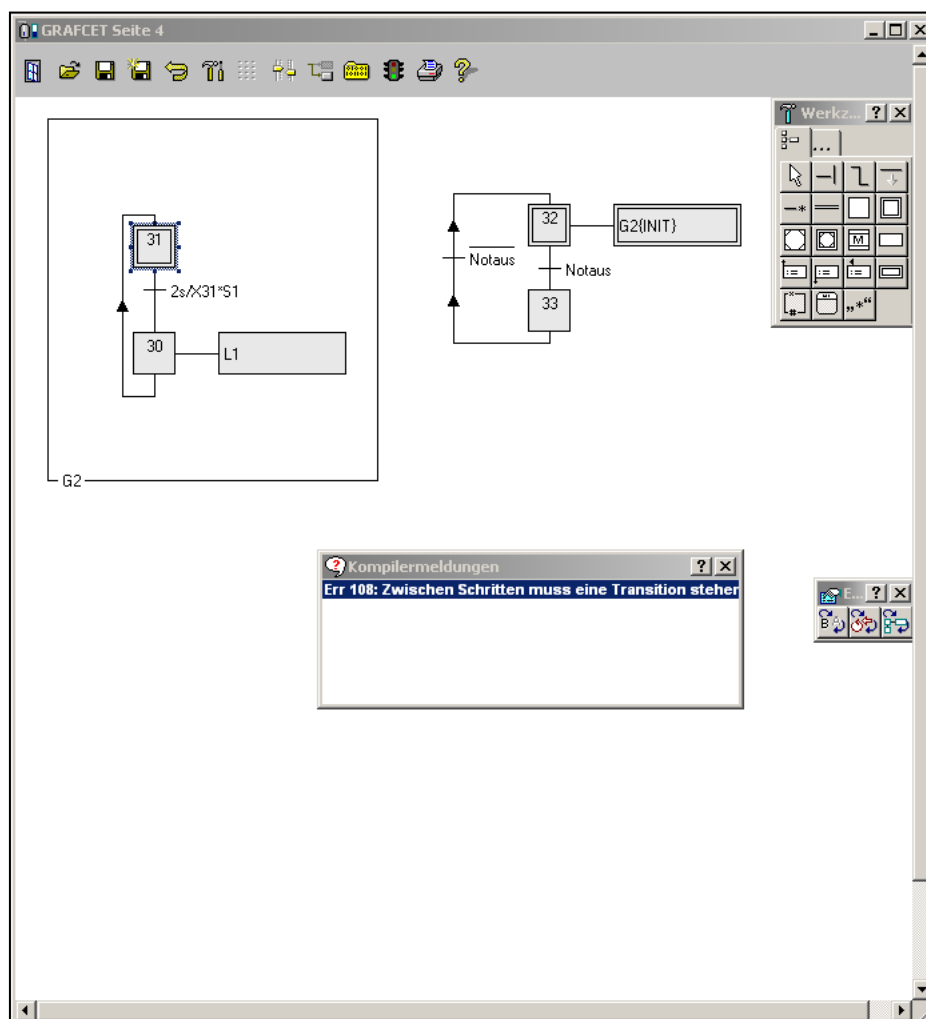 GRAFCET Seite 4
Werkz...
...
31
2s/X31*S1
30
L1
G2
32
G2{INIT}
Notaus
Notaus
33
M
:=
:=
:=
#
„*“
Kompilermeldungen
Err 108: Zwischen Schritten muss eine Transition stehen
E...
B A